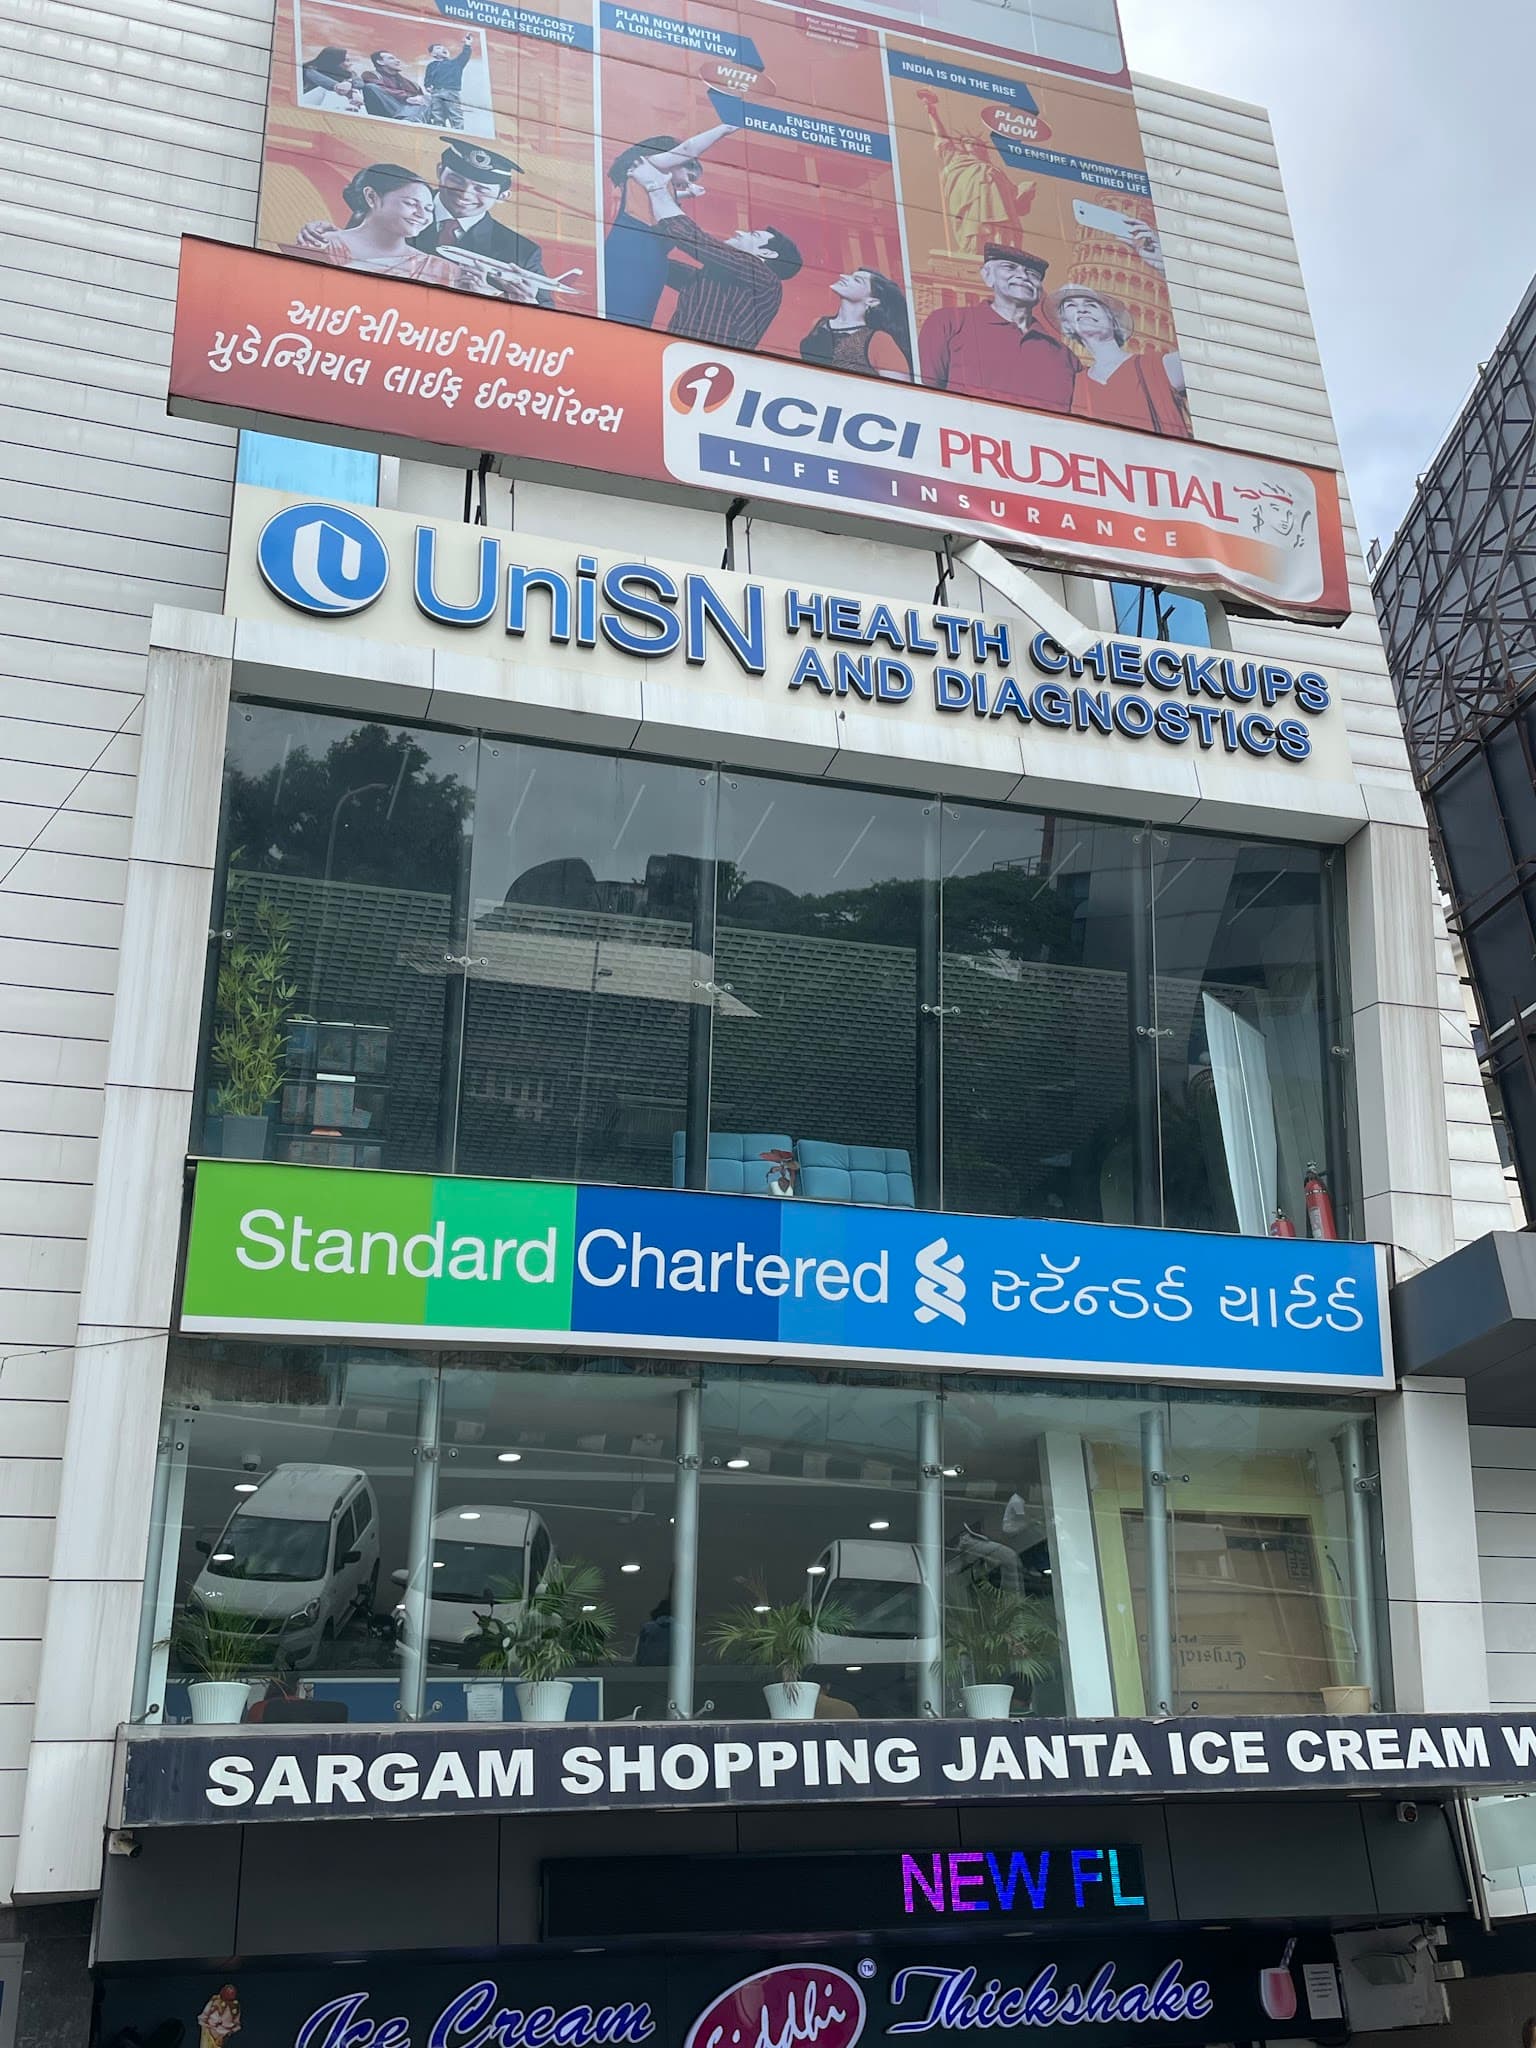 WITH A LOW-COST,
HIGH COVER SECURITY
PLAN NOW WITH
A LONG-TERM VIEW
WITH
US
ENSURE YOUR
DREAMS COME TRUE
INDIA IS ON THE RISE
PLAN
NOW
TO ENSURE A WORRY-FREE
RETIRED LIFE
આઈસીઆઈસીઆઈ
પ્રુડેન્શિયલ લાઈફ ઈન્શ્યૉરન્સ
ICICI PRUDENTIAL
LIFE INSURANCE
UniSN HEALTH CHECKUPS
AND DIAGNOSTICS
Standard Chartered સ્ટૅન્ડર્ડ ચાર્ટર્ડ
Crystal
SARGAM SHOPPING JANTA ICE CREAM W
NEW FL
Ice Cream Siddhi TM Thickshake